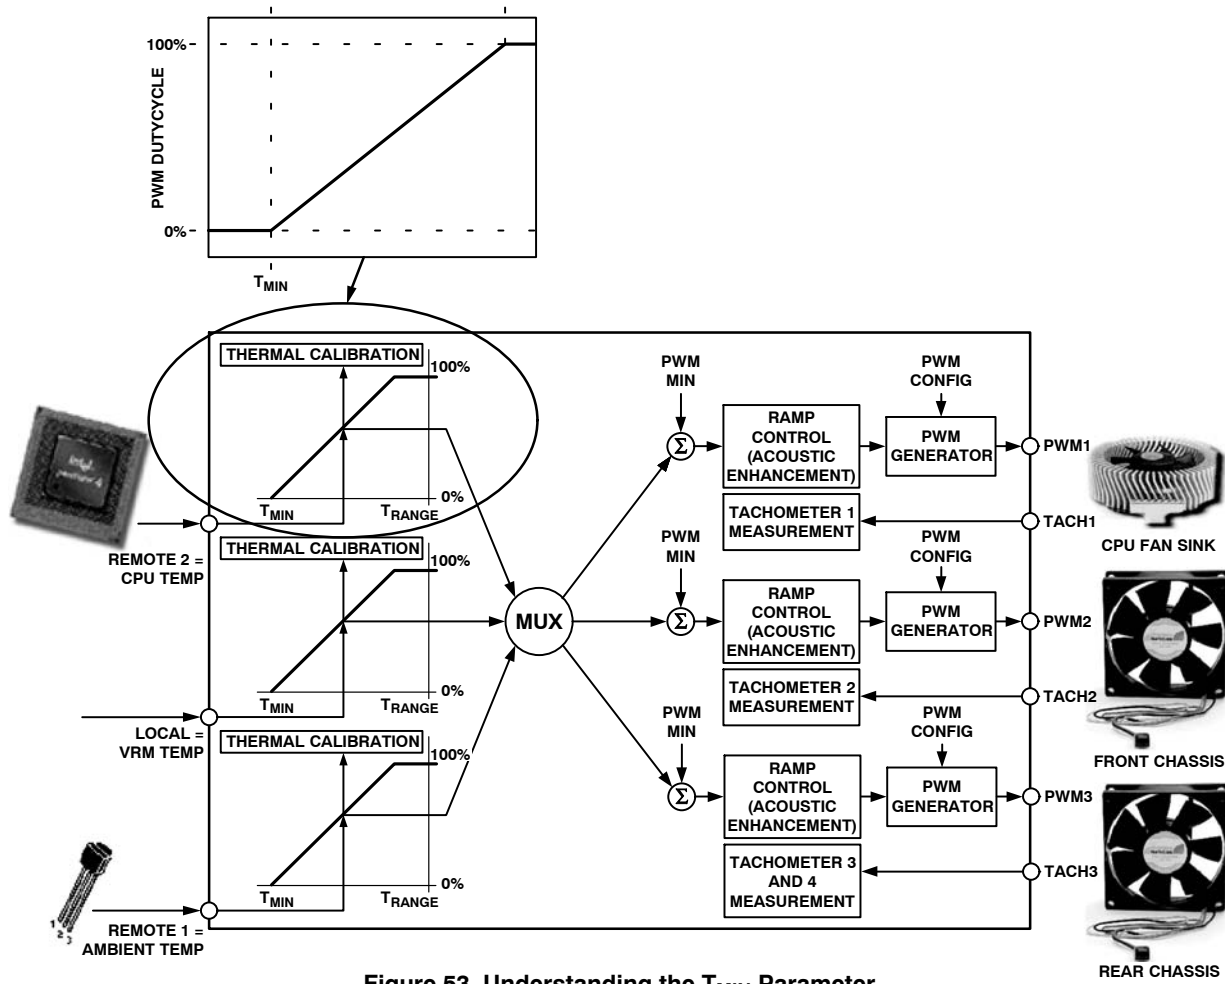 100%
PWM DUTYCYCLE
0%
TMIN
THERMAL CALIBRATION
100%
0%
TMIN
TRANGE
REMOTE 2 =
CPU TEMP
THERMAL CALIBRATION
100%
0%
TMIN
TRANGE
LOCAL =
VRM TEMP
THERMAL CALIBRATION
100%
0%
TMIN
TRANGE
REMOTE 1 =
AMBIENT TEMP
1
2
3
MUX
PWM
MIN
Σ
RAMP
CONTROL
(ACOUSTIC
ENHANCEMENT)
PWM
CONFIG
PWM
GENERATOR
PWM1
TACHOMETER 1
MEASUREMENT
TACH1
CPU FAN SINK
PWM
MIN
Σ
RAMP
CONTROL
(ACOUSTIC
ENHANCEMENT)
PWM
CONFIG
PWM
GENERATOR
PWM2
TACHOMETER 2
MEASUREMENT
TACH2
FRONT CHASSIS
PWM
MIN
Σ
RAMP
CONTROL
(ACOUSTIC
ENHANCEMENT)
PWM
CONFIG
PWM
GENERATOR
PWM3
TACHOMETER 3
AND 4
MEASUREMENT
TACH3
REAR CHASSIS
intel
Figure 53. Understanding the TMIN Parameter